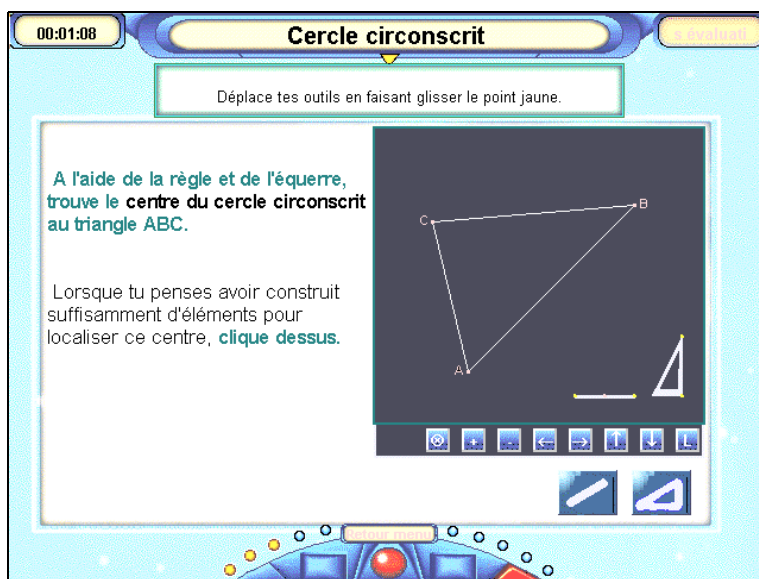 00:01:08
Cercle circonscrit
s évaluati
Déplace tes outils en faisant glisser le point jaune.
A l'aide de la règle et de l'équerre,
trouve le centre du cercle circonscrit
au triangle ABC.
Lorsque tu penses avoir construit
suffisamment d'éléments pour
localiser ce centre, clique dessus.
C
B
A
L
Retour menu